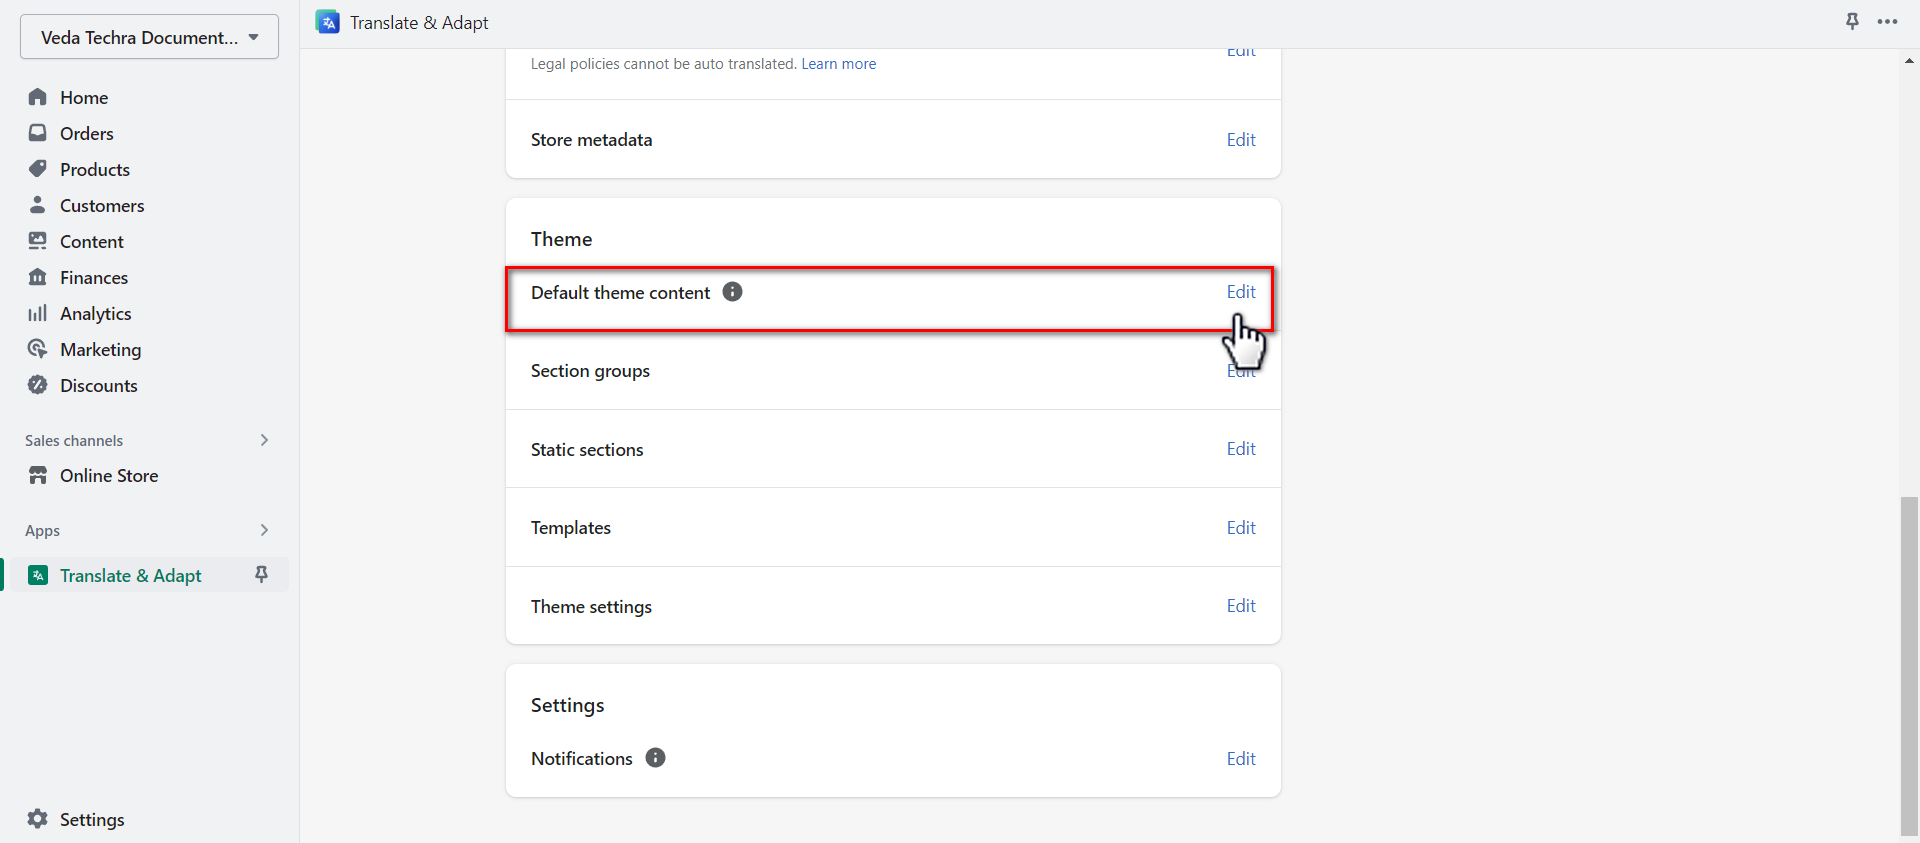 Veda Techra Document...
Home
Orders
Products
Customers
Content
Finances
Analytics
Marketing
Discounts
Sales channels
Online Store
Apps
Translate & Adapt
Settings
Translate & Adapt
Edit
Legal policies cannot be auto translated. Learn more
Store metadata Edit
Theme
Default theme content Edit
Section groups Edit
Static sections Edit
Templates Edit
Theme settings Edit
Settings
Notifications Edit